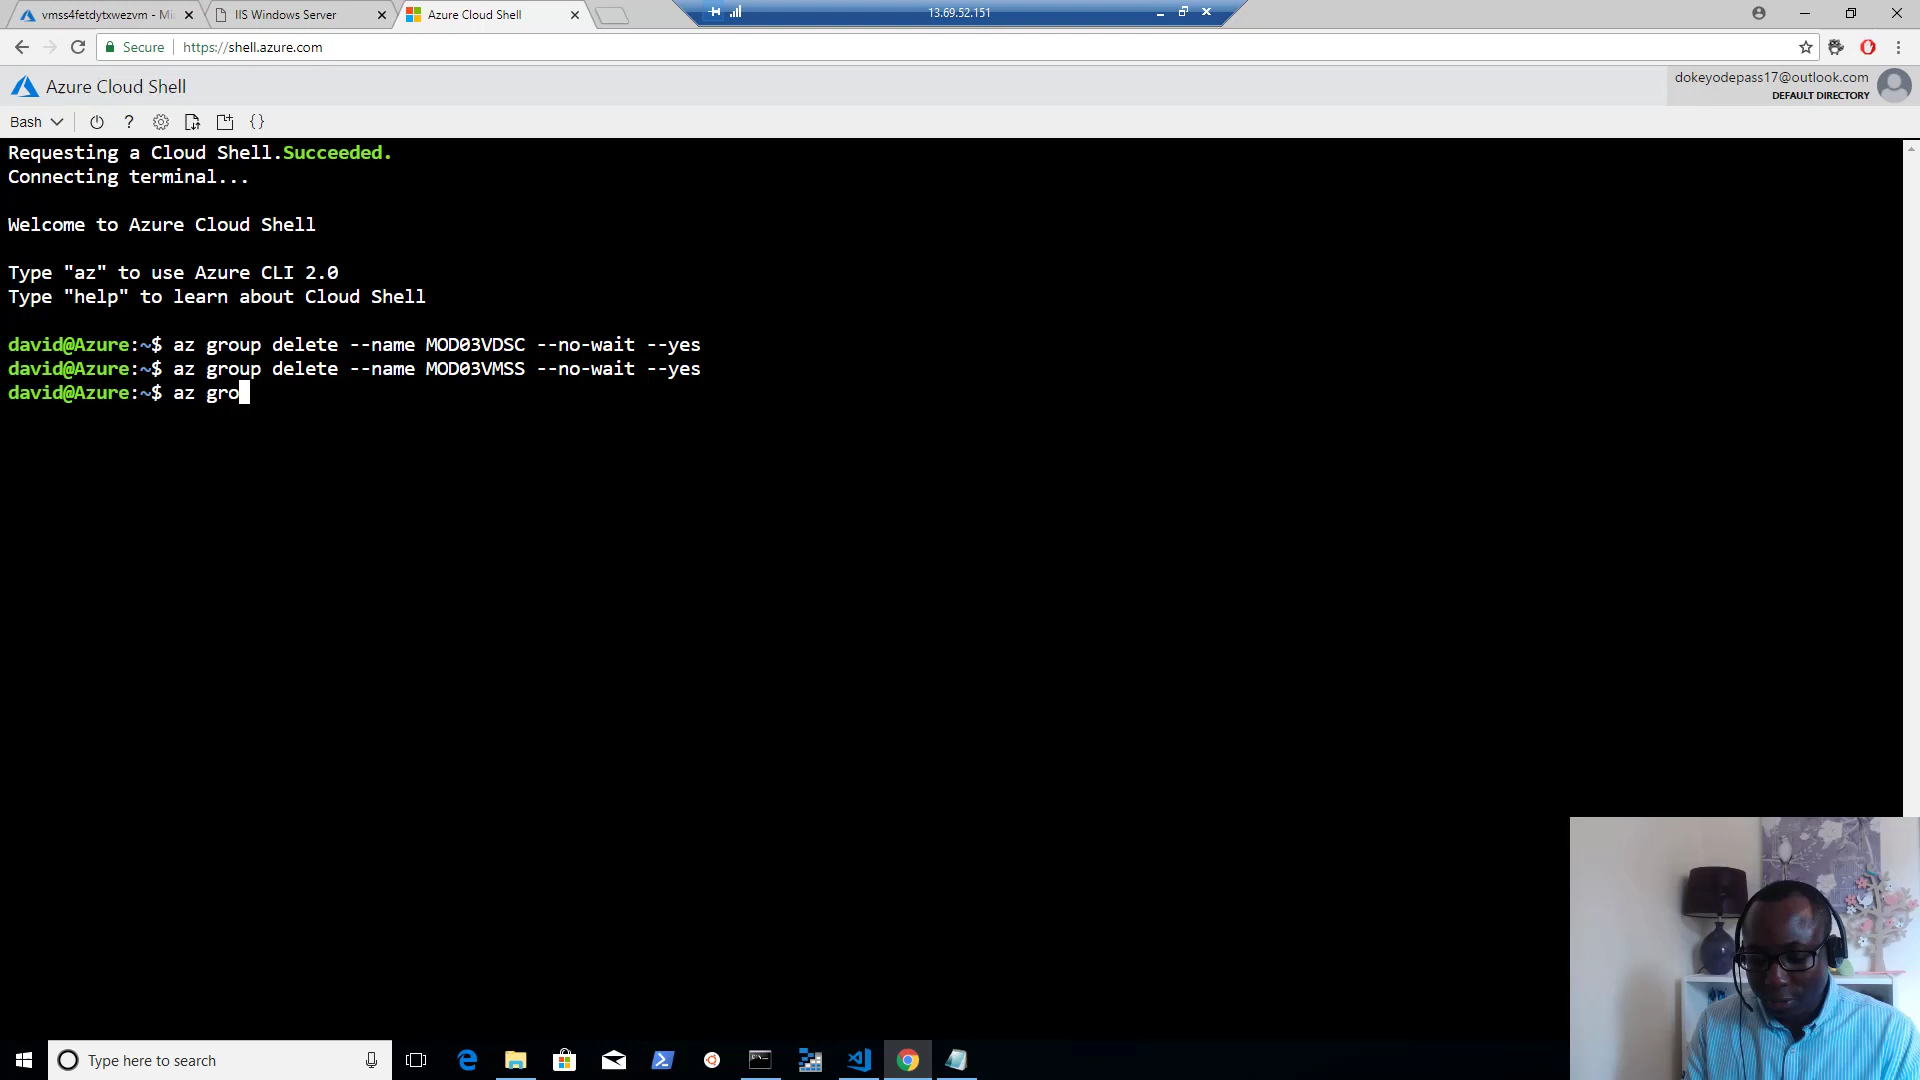 vmss4fetdytxwezvm - Mi
IIS Windows Server
Azure Cloud Shell
13.69.52.151
Secure
https://shell.azure.com
Azure Cloud Shell
dokeyodepass17@outlook.com
DEFAULT DIRECTORY
Bash
?
{}
Requesting a Cloud Shell.Succeeded.
Connecting terminal...
Welcome to Azure Cloud Shell
Type "az" to use Azure CLI 2.0
Type "help" to learn about Cloud Shell
david@Azure:~$ az group delete --name MOD03VDSC --no-wait --yes
david@Azure:~$ az group delete --name MOD03VMSS --no-wait --yes
david@Azure:~$ az gro
Type here to search